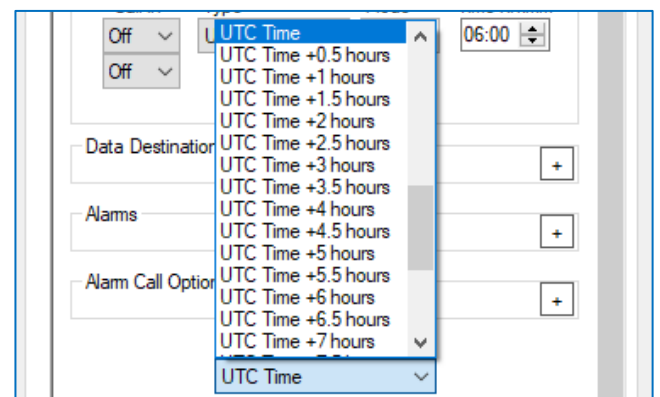 Off
U
UTC Time
06:00
UTC Time +0.5 hours
Off
UTC Time +1 hours
UTC Time +1.5 hours
UTC Time +2 hours
Data Destination
UTC Time +2.5 hours
UTC Time +3 hours
+
UTC Time +3.5 hours
Alarms
UTC Time +4 hours
UTC Time +4.5 hours
+
UTC Time +5 hours
UTC Time +5.5 hours
Alarm Call Option
UTC Time +6 hours
+
UTC Time +6.5 hours
UTC Time +7 hours
UTC Time